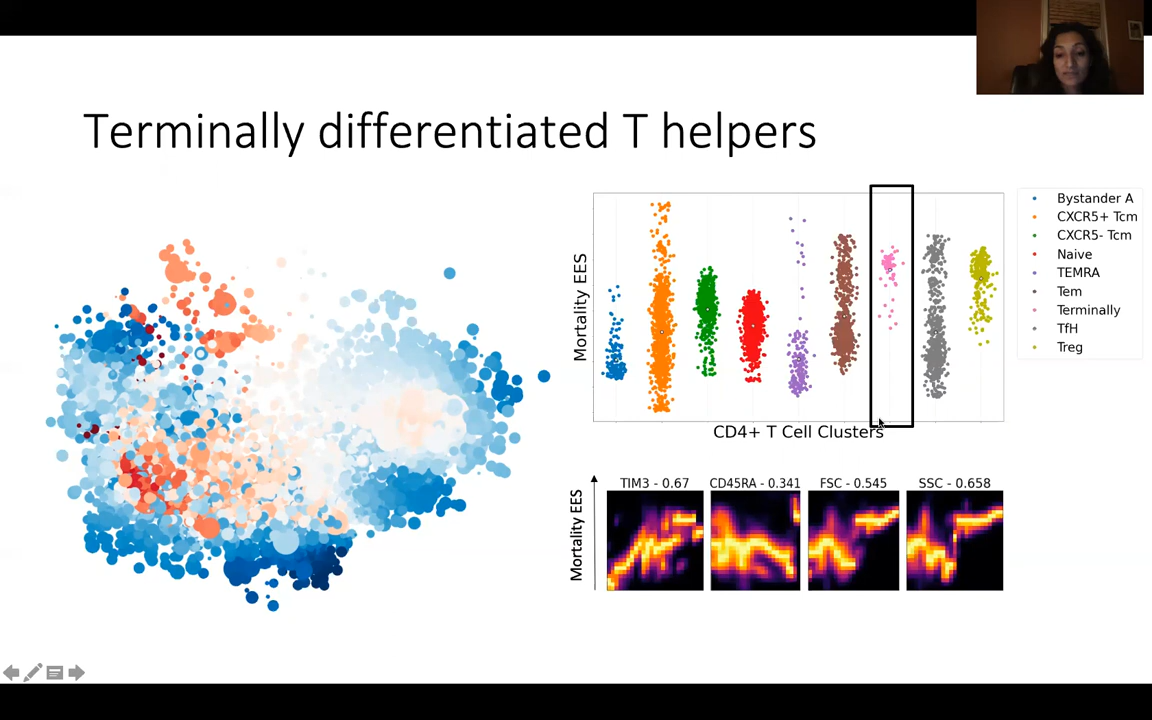 Terminally differentiated T helpers
Mortality EES
CD4+ T Cell Clusters
Bystander A
CXCR5+ Tcm
CXCR5- Tcm
Naive
TEMRA
Tem
Terminally
TfH
Treg
Mortality EES
TIM3 - 0.67
CD45RA - 0.341
FSC - 0.545
SSC - 0.658